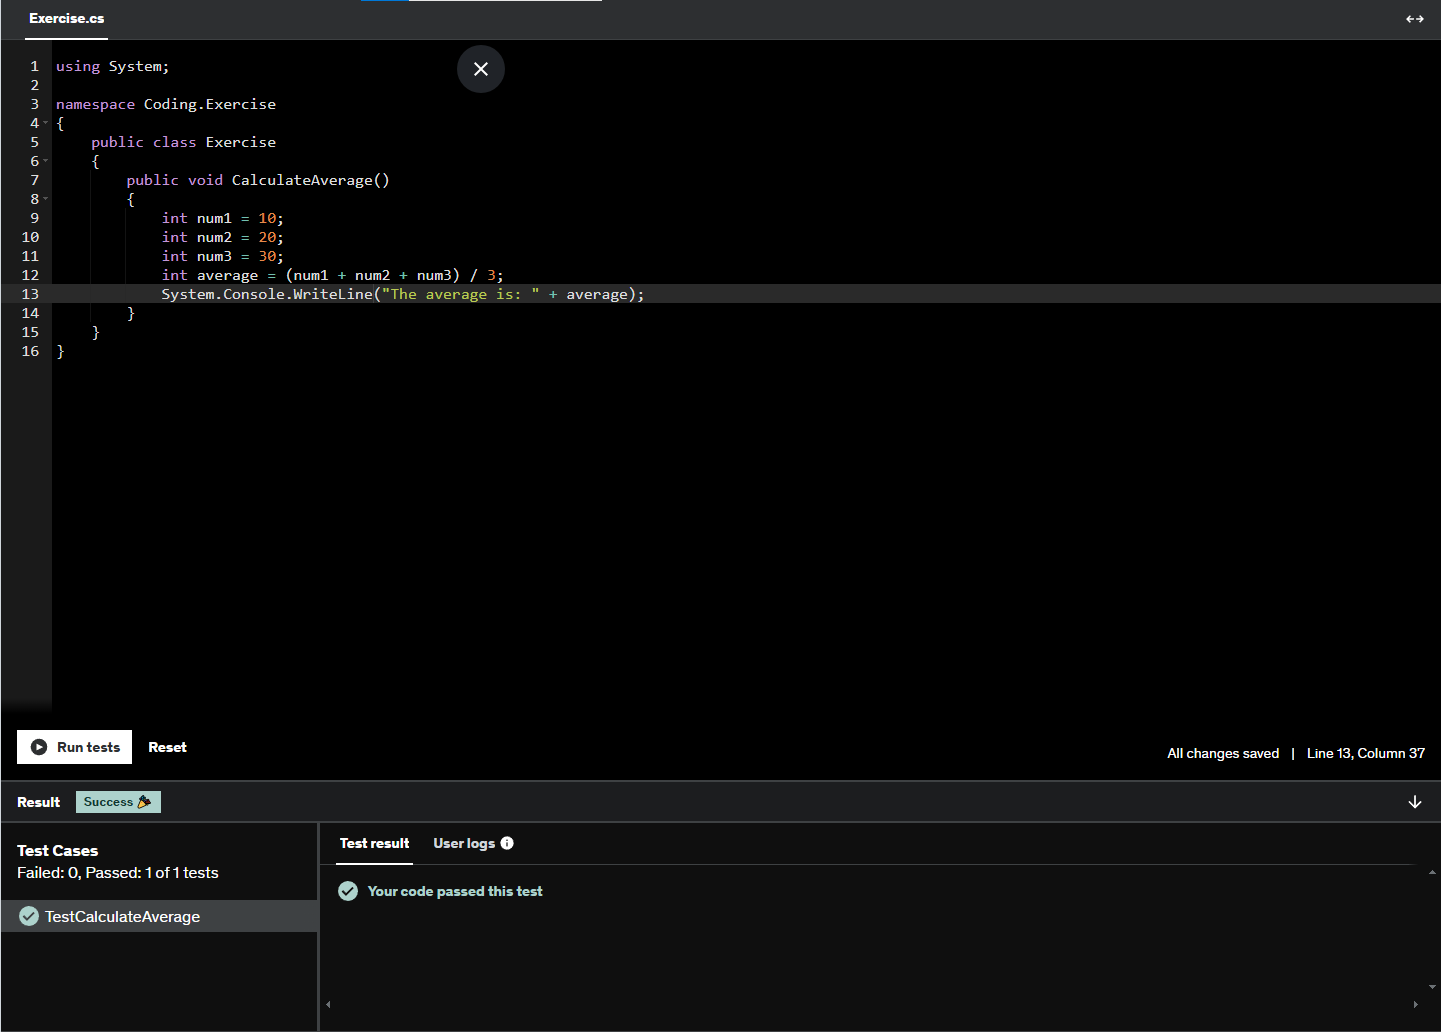 Exercise.cs
1 using System;
2
3 namespace Coding.Exercise
4 {
5     public class Exercise
6     {
7         public void CalculateAverage()
8         {
9             int num1 = 10;
10             int num2 = 20;
11             int num3 = 30;
12             int average = (num1 + num2 + num3) / 3;
13             System.Console.WriteLine("The average is: " + average);
14         }
15     }
16 }
Run tests Reset All changes saved | Line 13, Column 37
Result Success
Test Cases
Failed: 0, Passed: 1 of 1 tests
TestCalculateAverage
Test result User logs
Your code passed this test